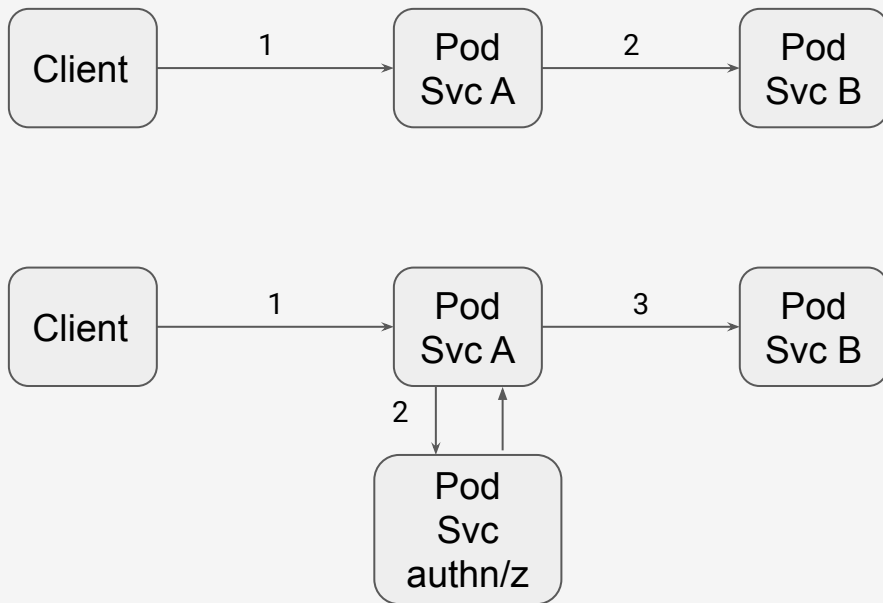 Client
1
Pod
Svc A
2
Pod
Svc B
Client
1
Pod
Svc A
3
Pod
Svc B
2
Pod
Svc
authn/z